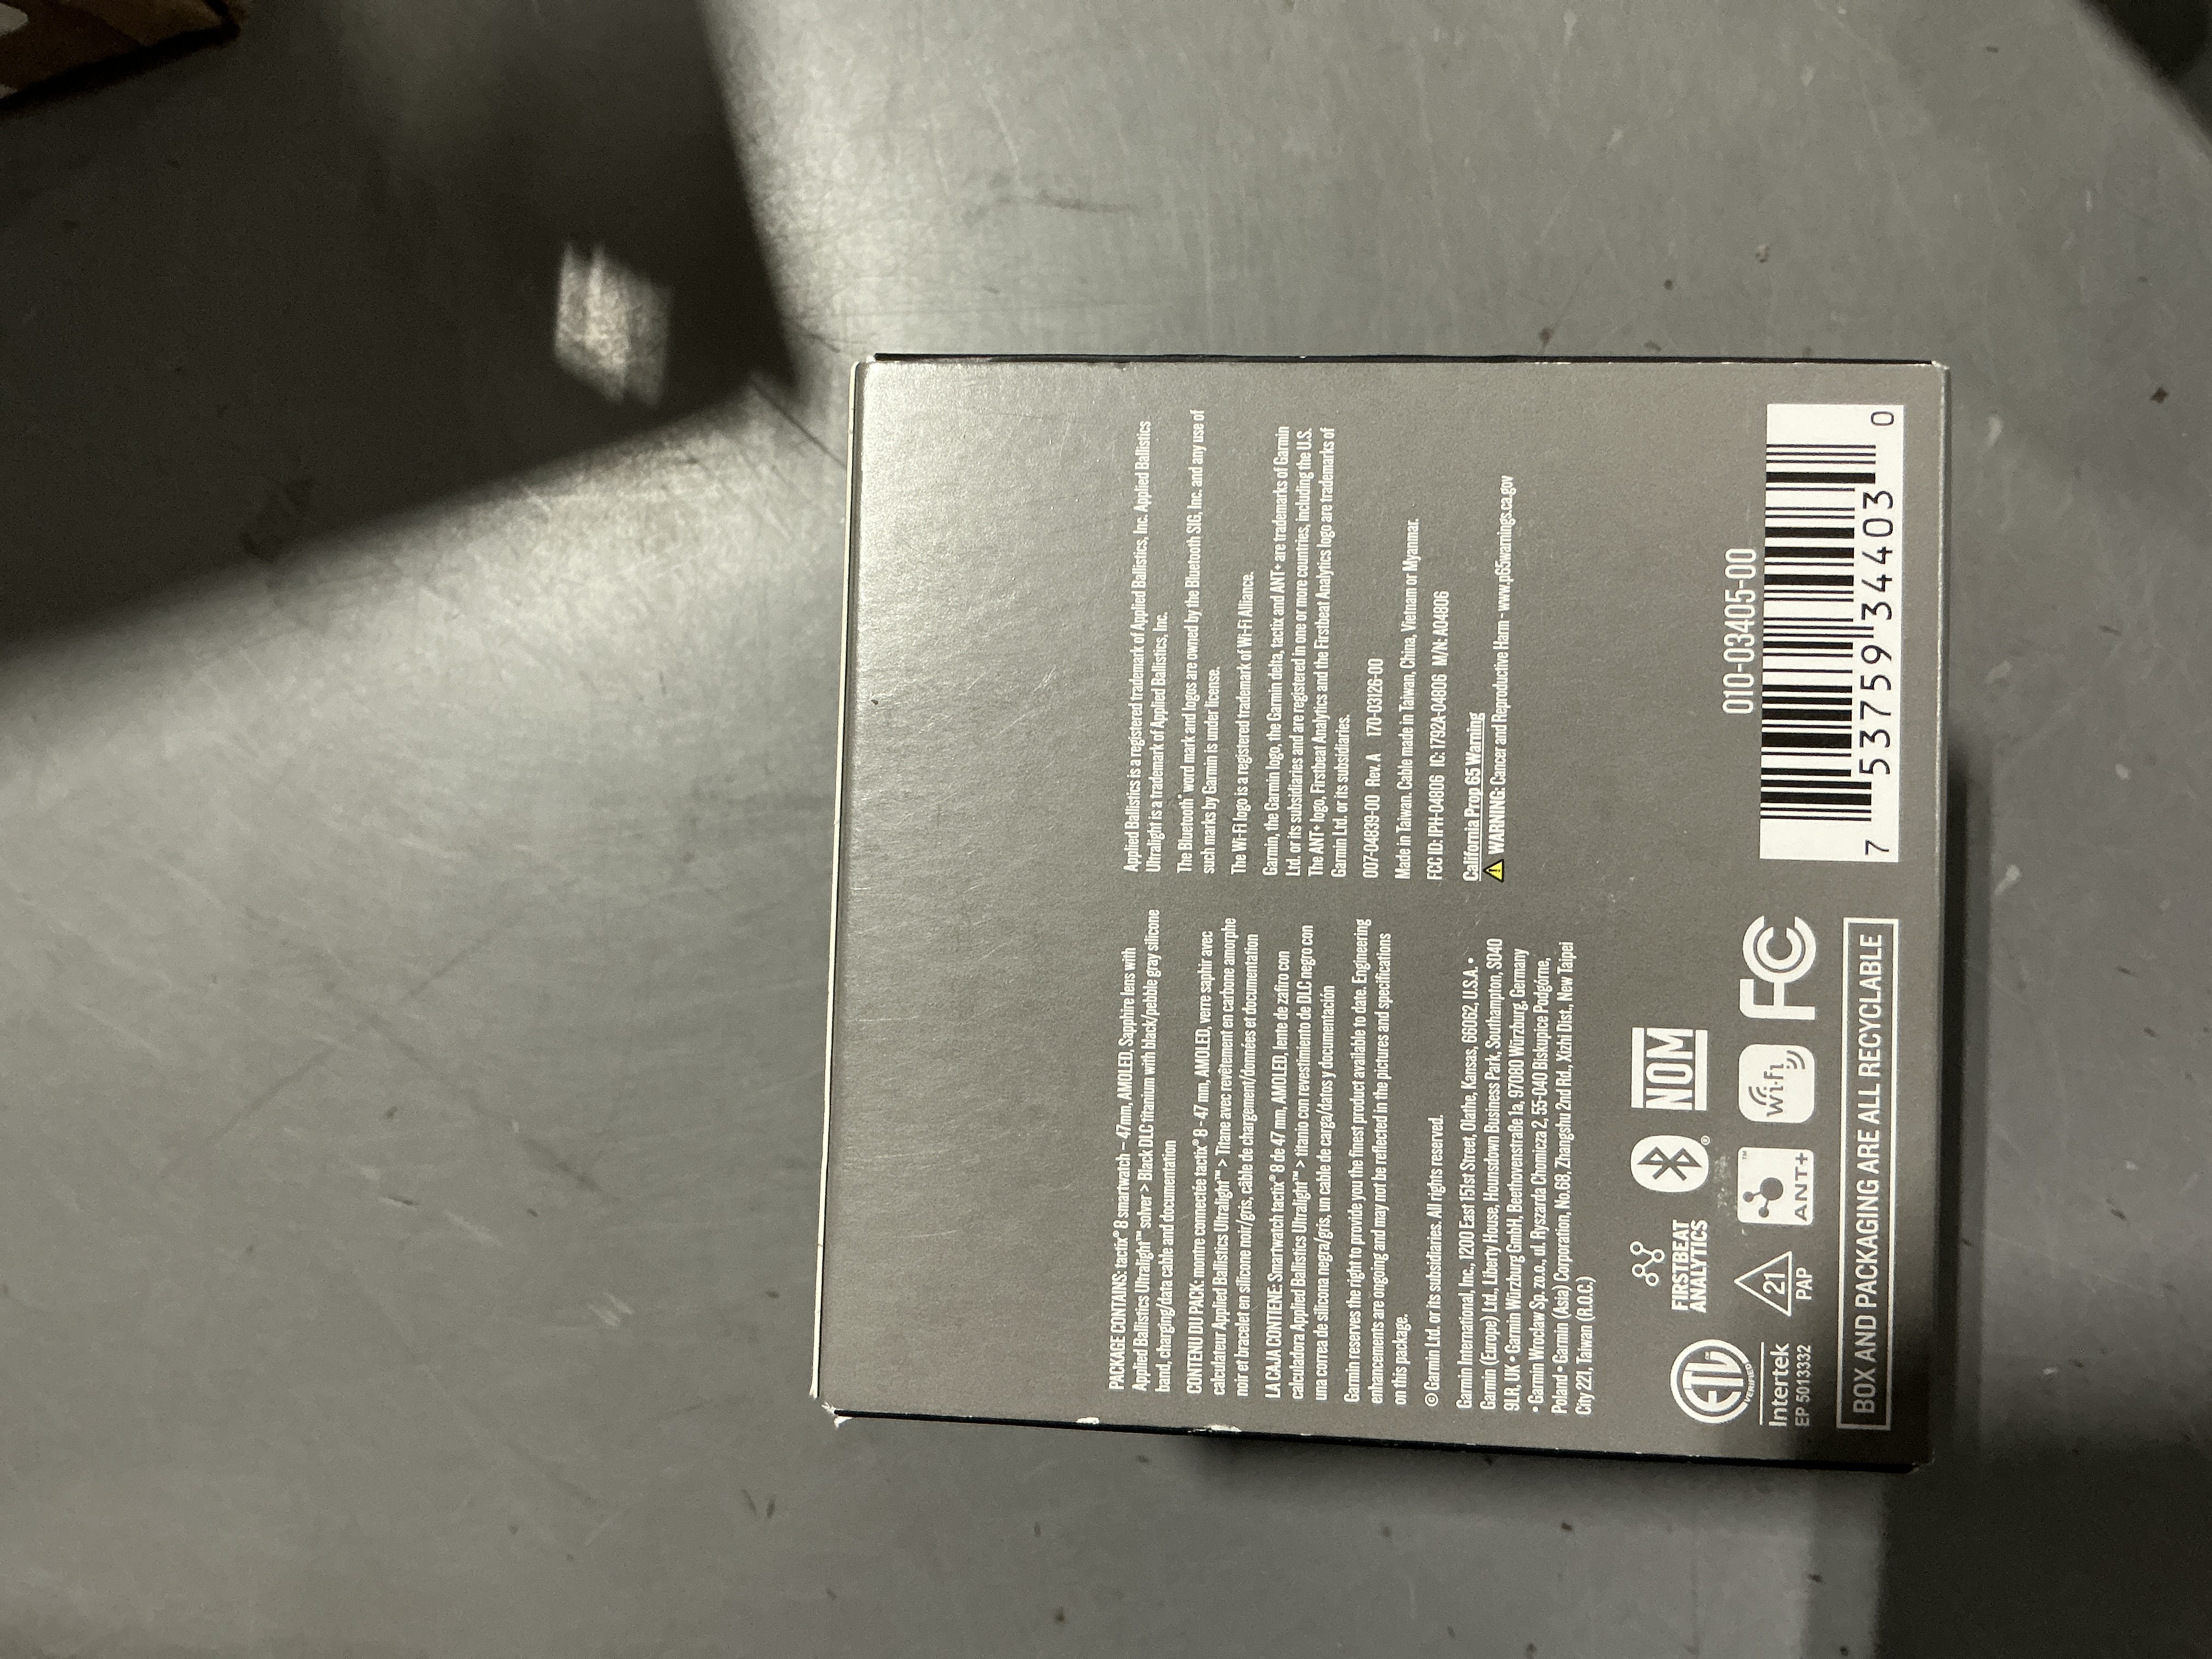 PACKAGE CONTAINS: tactix® 8 smartwatch – 47mm, AMOLED, Sapphire lens with
Applied Ballistics Ultralight™ solver > Black DLC titanium with black/pebble gray silicone
band, charging/data cable and documentation
CONTENU DU PACK: montre connectée tactix® 8 - 47 mm, AMOLED, verre saphir avec
calculateur Applied Ballistics Ultralight™ > Titane avec revêtement en carbone amorphe
noir et bracelet en silicone noir/gris, câble de chargement/données et documentation
LA CAJA CONTIENE: Smartwatch tactix® 8 de 47 mm, AMOLED, lente de zafiro con
calculadora Applied Ballistics Ultralight™ > titanio con revestimiento de DLC negro con
una correa de silicona negra/gris, un cable de carga/datos y documentación
Garmin reserves the right to provide you the finest product available to date. Engineering
enhancements are ongoing and may not be reflected in the pictures and specifications
on this package.
© Garmin Ltd. or its subsidiaries. All rights reserved.
Garmin International, Inc., 1200 East 151st Street, Olathe, Kansas, 66062, U.S.A. •
Garmin (Europe) Ltd., Liberty House, Hounsdown Business Park, Southampton, SO40
9LR, UK • Garmin Würzburg GmbH, Beethovenstraße 1a, 97080 Würzburg, Germany
• Garmin Wroclaw Sp. zo.o., ul. Ryszarda Chomicza 2, 55-040 Biskupice Podgórne,
Poland • Garmin (Asia) Corporation, No.68, Zhangshu 2nd Rd., Xizhi Dist., New Taipei
City 221, Taiwan (R.O.C.)
Applied Ballistics is a registered trademark of Applied Ballistics, Inc. Applied Ballistics
Ultralight is a trademark of Applied Ballistics, Inc.
The Bluetooth® word mark and logos are owned by the Bluetooth SIG, Inc. and any use of
such marks by Garmin is under license.
The Wi-Fi logo is a registered trademark of Wi-Fi Alliance.
Garmin, the Garmin logo, the Garmin delta, tactix and ANT+ are trademarks of Garmin
Ltd. or its subsidiaries and are registered in one or more countries, including the U.S.
The ANT+ logo, Firstbeat Analytics and the Firstbeat Analytics logo are trademarks of
Garmin Ltd. or its subsidiaries.
007-04839-00 Rev. A 170-03126-00
Made in Taiwan. Cable made in Taiwan, China, Vietnam or Myanmar.
FCC ID: IPH-04806 IC: 1792A-04806 M/N: A04806
California Prop 65 Warning
WARNING: Cancer and Reproductive Harm - www.p65warnings.ca.gov
ETL VERIFIED
Intertek
EP 5013332
FIRSTBEAT
ANALYTICS
NOM
21
PAP
ANT+™
Wi-Fi
FC
BOX AND PACKAGING ARE ALL RECYCLABLE
010-03405-00
7 53759 34403 0